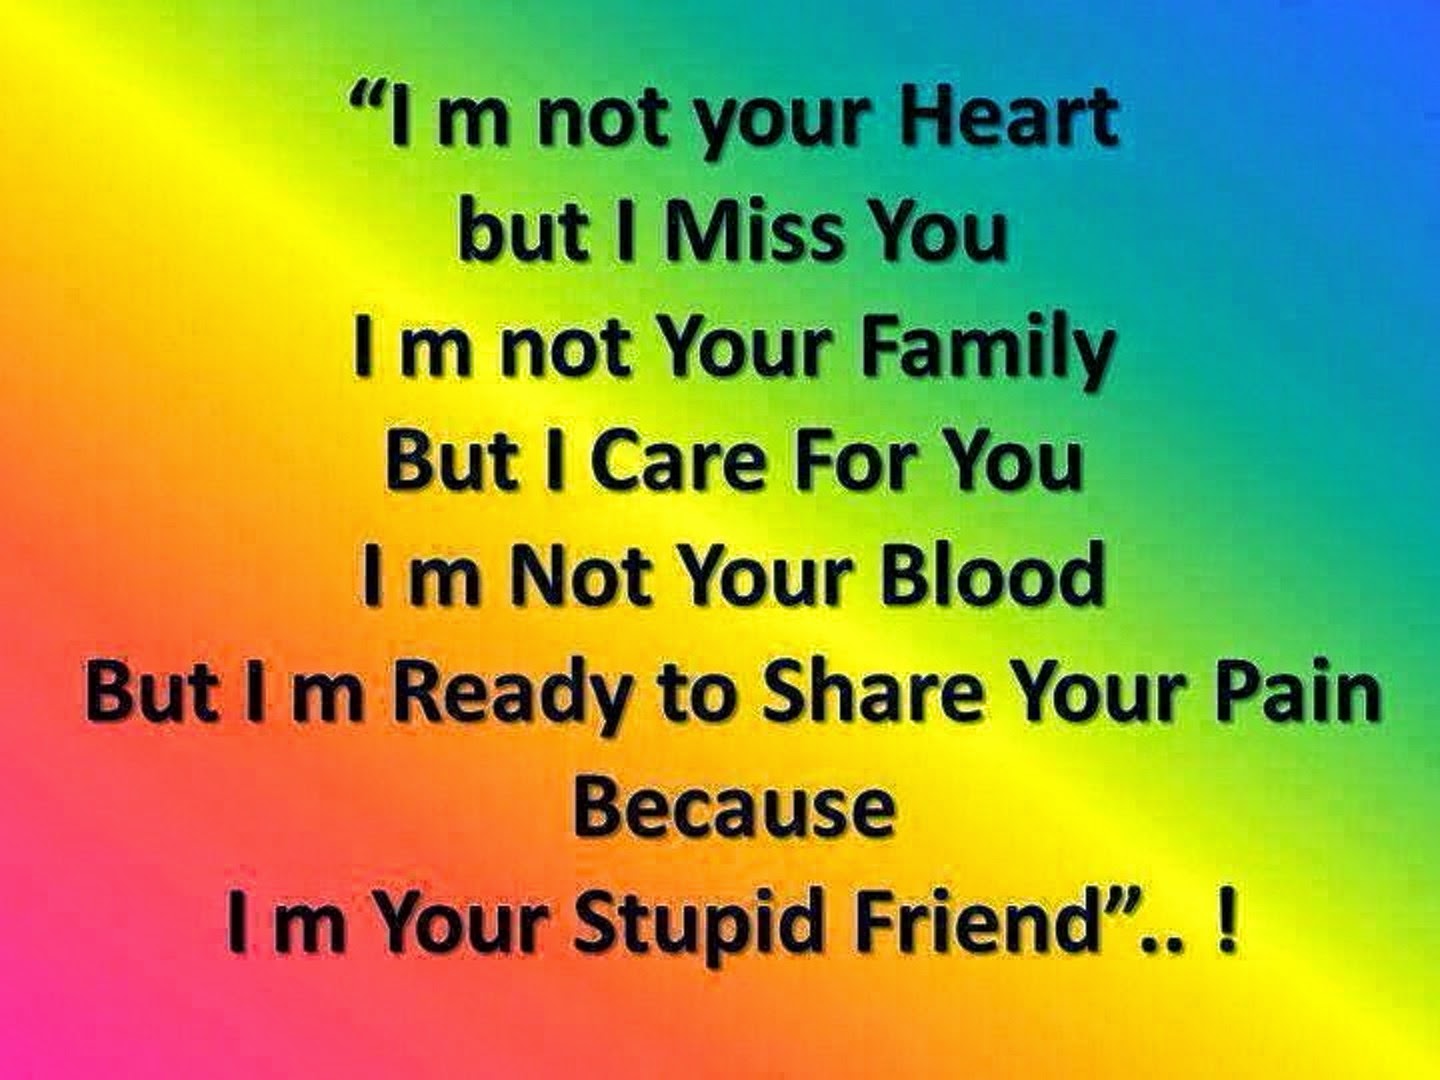 “I m not your Heart
but I Miss You
I m not Your Family
But I Care For You
I m Not Your Blood
But I m Ready to Share Your Pain
Because
I m Your Stupid Friend”.. !